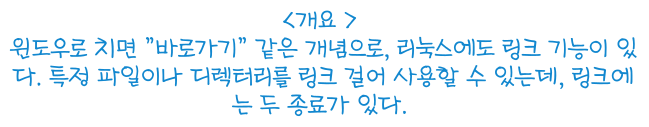 <개요 >
윈도우로 치면 "바로가기" 같은 개념으로, 리눅스에도 링크 기능이 있
다. 특정 파일이나 디렉터리를 링크 걸어 사용할 수 있는데, 링크에
는 두 종료가 있다.